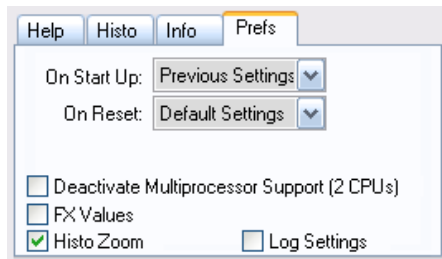 Help Histo Info Prefs
On Start Up: Previous Settings
On Reset: Default Settings
Deactivate Multiprocessor Support (2 CPUs)
FX Values
Histo Zoom Log Settings